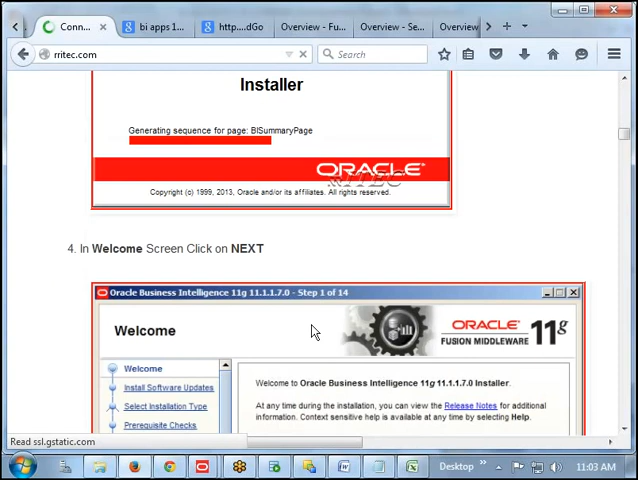 Conn...
bi apps 1...
http....dGo
Overview - Fu...
Overview - Se...
Overview
rritec.com
Search
Installer
Generating sequence for page: BISummaryPage
ORACLE
RRITEC
Copyright (c) 1999, 2013, Oracle and/or its affiliates. All rights reserved.
4. In Welcome Screen Click on NEXT
Oracle Business Intelligence 11g 11.1.1.7.0 - Step 1 of 14
Welcome
ORACLE
FUSION MIDDLEWARE
11g
Welcome
Install Software Updates
Select Installation Type
Prerequisite Checks
Welcome to Oracle Business Intelligence 11g 11.1.1.7.0 Installer.
At any time during the installation, you can view the Release Notes for additional
information. Context sensitive help is available at any time by selecting Help.
Read ssl.gstatic.com
Desktop
11:03 AM